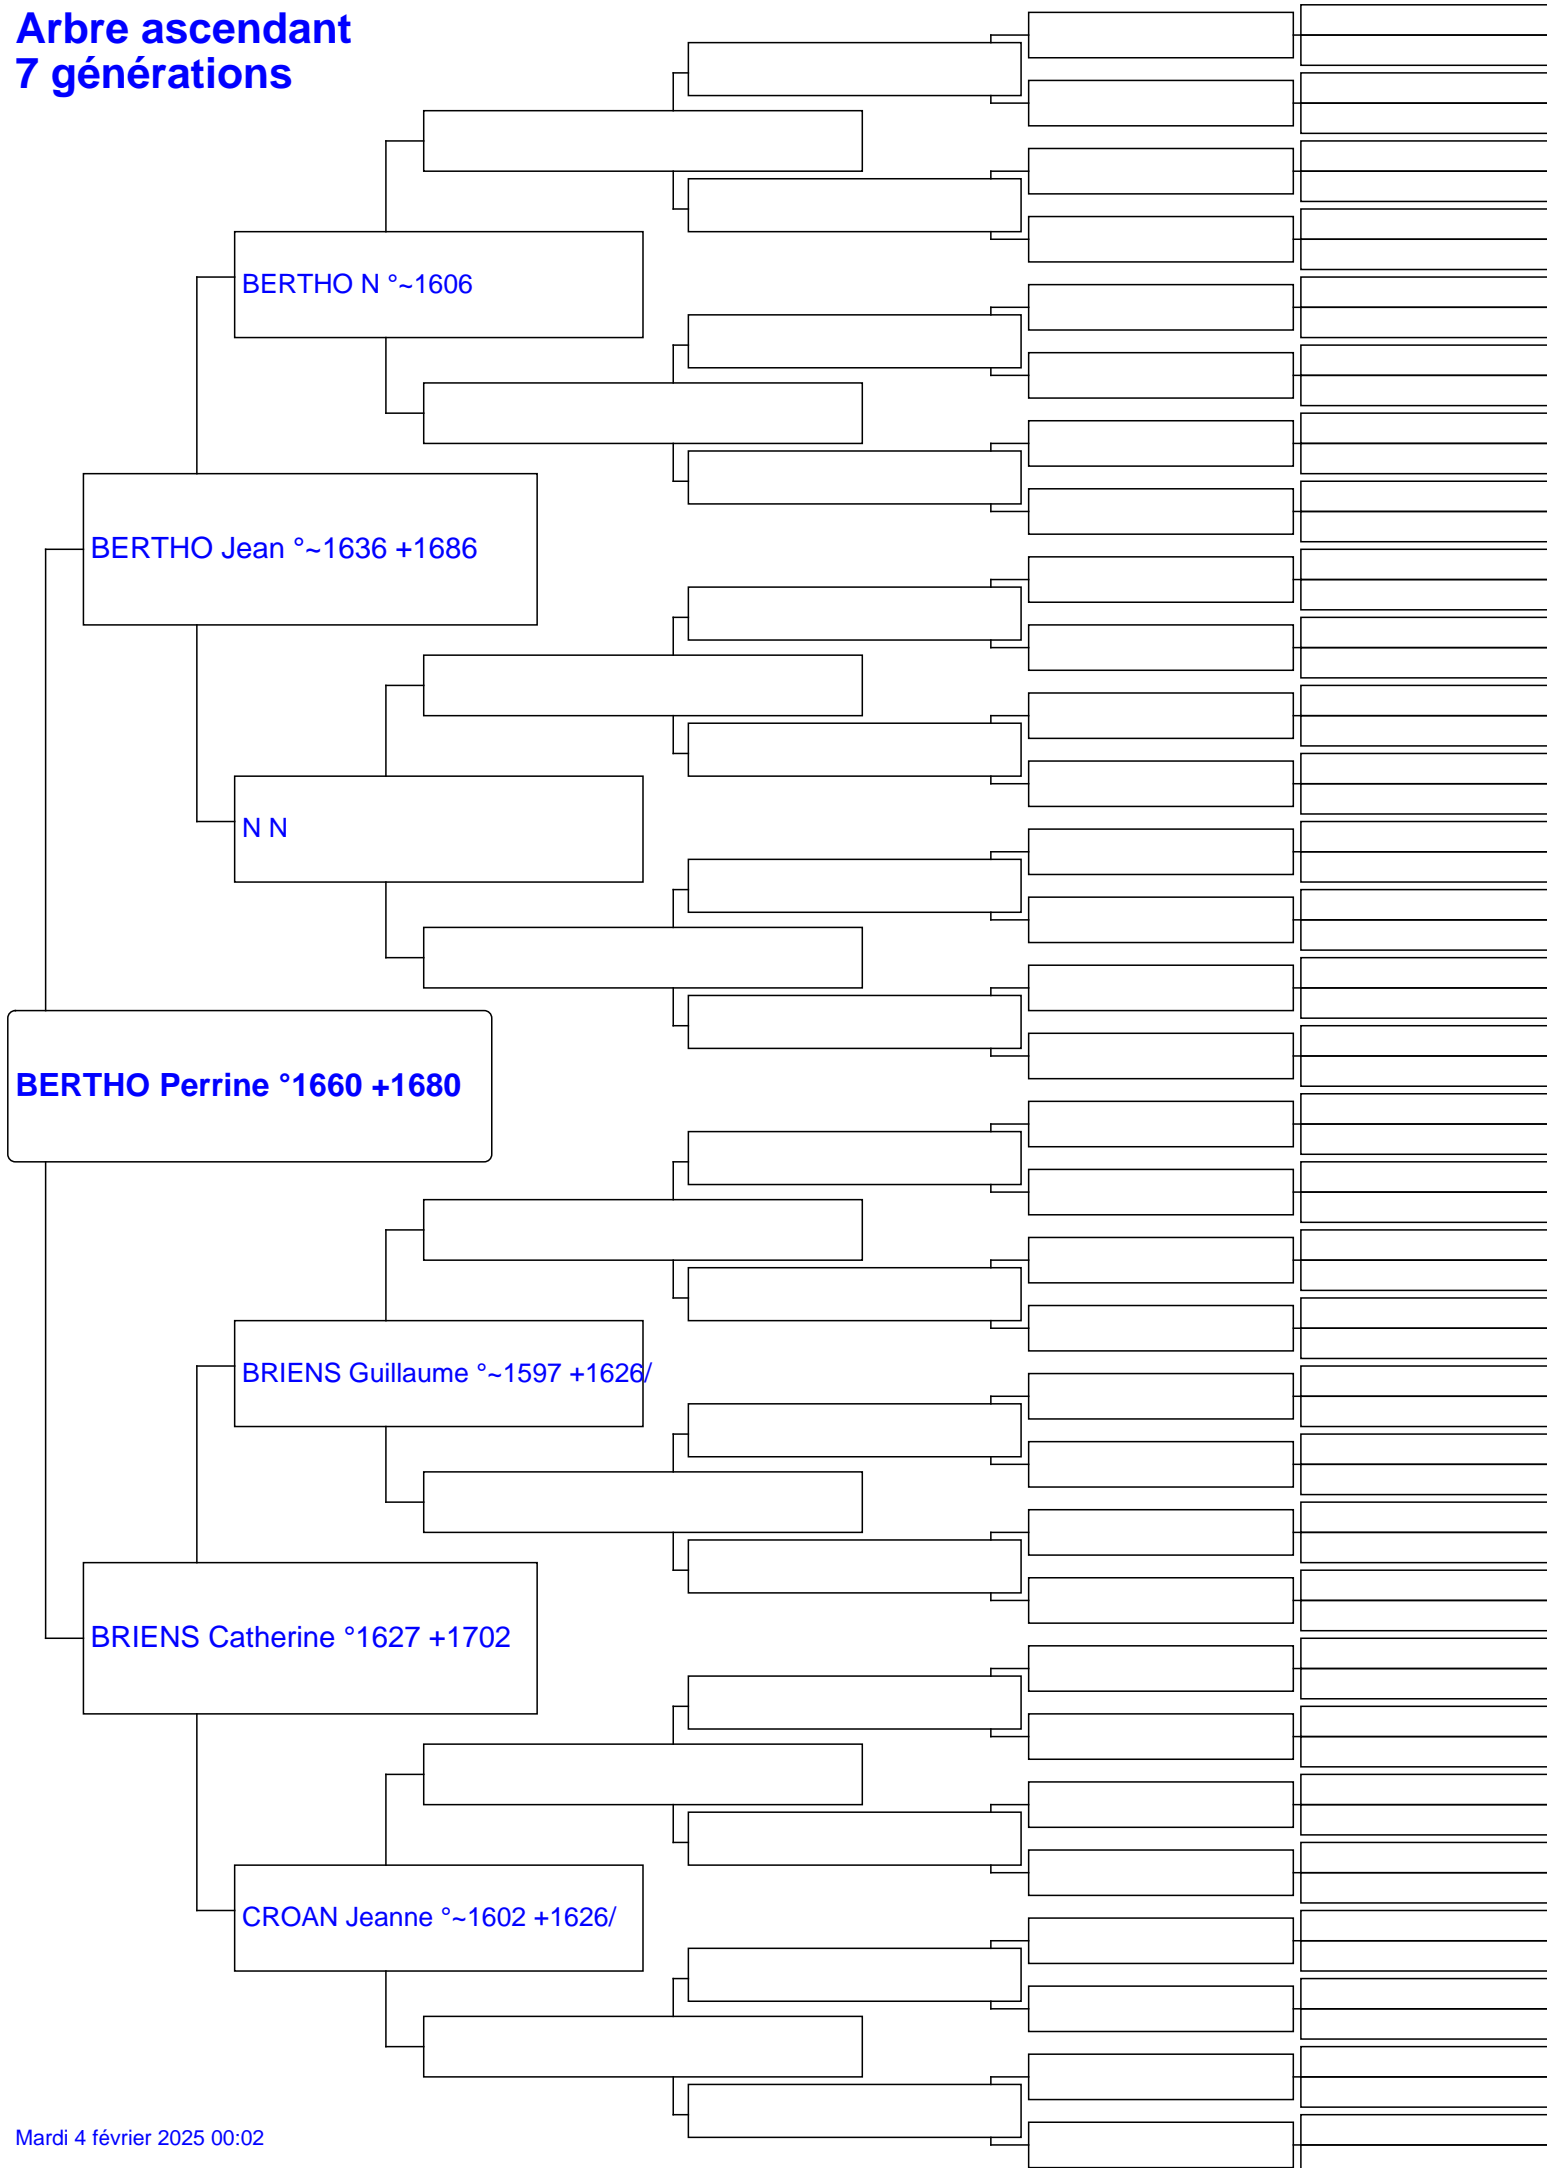 Arbre ascendant
7 générations
BERTHO N °~1606
BERTHO Jean °~1636 +1686
N N
BERTHO Perrine °1660 +1680
BRIENS Guillaume °~1597 +1626/
BRIENS Catherine °1627 +1702
CROAN Jeanne °~1602 +1626/
Mardi 4 février 2025 00:02